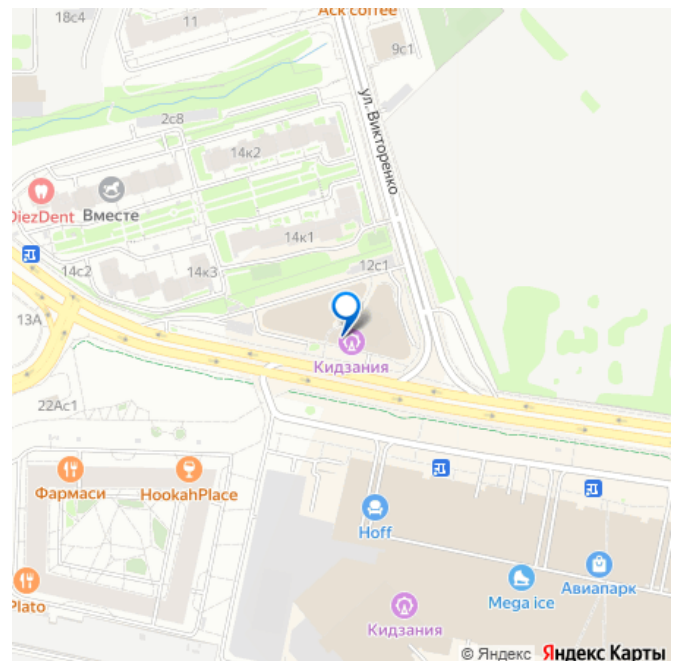 18с4
11
Аск coffee
9с1
ул. Викторенко
2с8
14к2
DiezDent
Вместе
14к1
12с1
14с2
14к3
13А
Кидзания
22Ас1
Фармаси
HookahPlace
Hoff
Plato
Mega ice
Авиапарк
Кидзания
© Яндекс Яндекс Карты